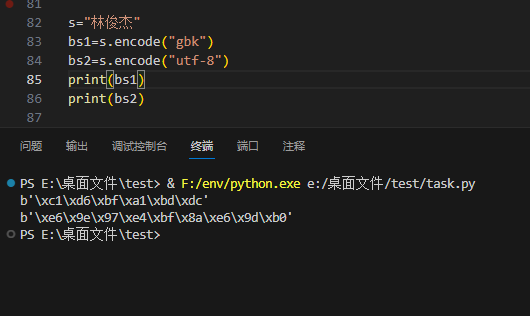 81
82 s="林俊杰"
83 bs1=s.encode("gbk")
84 bs2=s.encode("utf-8")
85 print(bs1)
86 print(bs2)
87
问题 输出 调试控制台 终端 端口 注释
PS E:\桌面文件\test> & F:/env/python.exe e:/桌面文件/test/task.py
b'\xc1\xd6\xbf\xa1\xbd\xdc'
b'\xe6\x9e\x97\xe4\xbf\x8a\xe6\x9d\xb0'
PS E:\桌面文件\test>